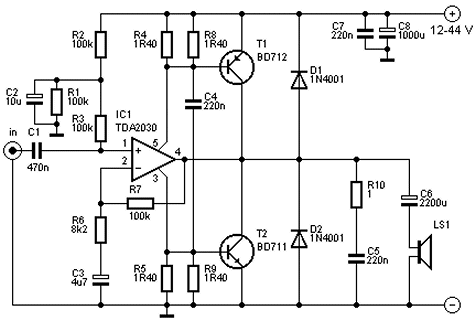 C7
220n
C8
1000u
+
12-44 V
R2
100k
R4
1R40
R8
1R40
T1
BD712
C2
10u
R1
100k
C4
220n
D1
1N4001
R3
100k
IC1
TDA2030
in
C1
470n
1
+
5
4
2
-
3
R7
100k
R10
1
C6
2200u
R6
8k2
T2
BD711
D2
1N4001
LS1
C3
4u7
R5
1R40
R9
1R40
C5
220n
-